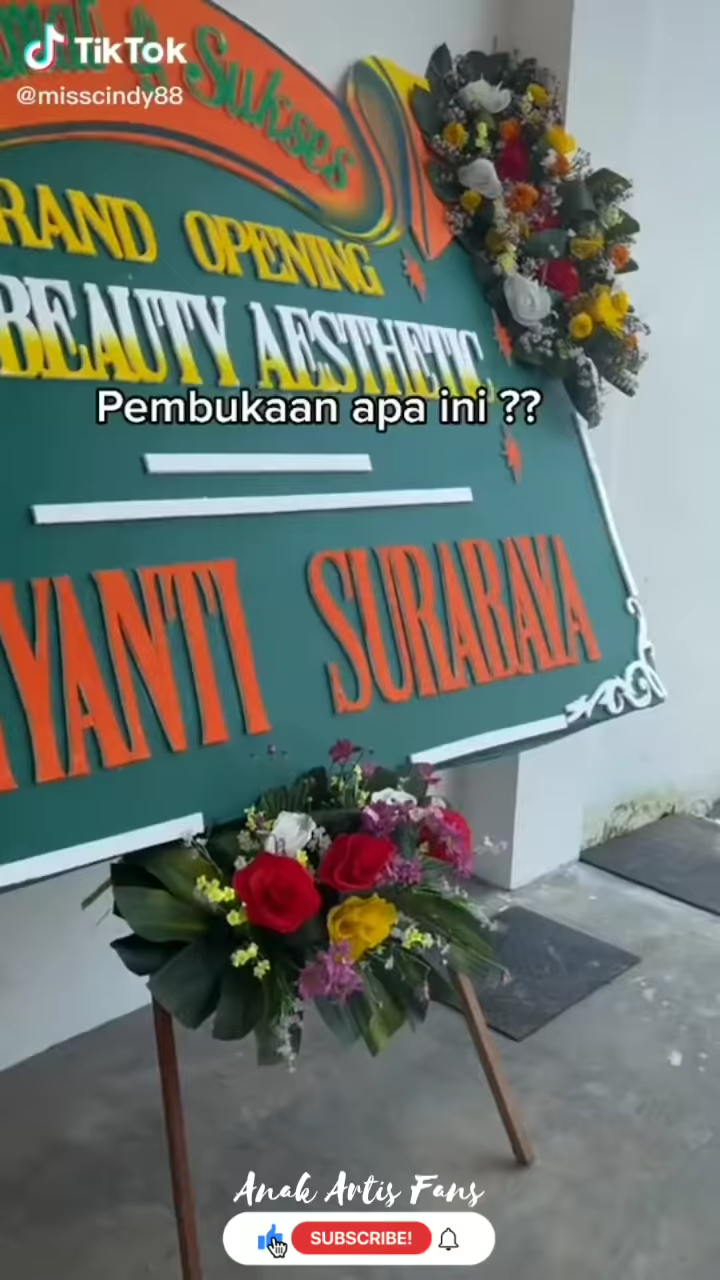 TikTok
@misscindy88
Sukses
RAND OPENING
BEAUTY AESTHETIC
Pembukaan apa ini ??
YANTI SURABAYA
Anak Artis Fans
SUBSCRIBE!